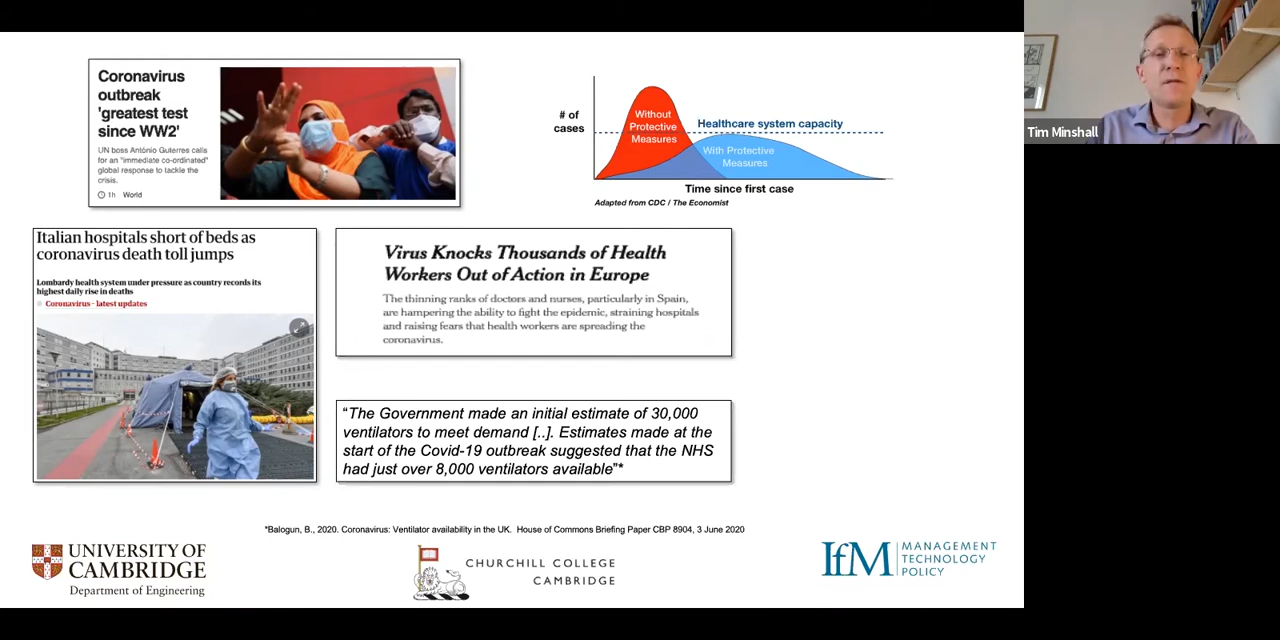 Coronavirus
outbreak
'greatest test
since WW2'
UN boss António Guterres calls
for an "immediate co-ordinated"
global response to tackle the
crisis.
1h World
# of
cases
Without
Protective
Measures
Healthcare system capacity
With Protective
Measures
Time since first case
Adapted from CDC / The Economist
Tim Minshall
Italian hospitals short of beds as
coronavirus death toll jumps
Lombardy health system under pressure as country records its
highest daily rise in deaths
Coronavirus - latest updates
Virus Knocks Thousands of Health
Workers Out of Action in Europe
The thinning ranks of doctors and nurses, particularly in Spain,
are hampering the ability to fight the epidemic, straining hospitals
and raising fears that health workers are spreading the
coronavirus.
"The Government made an initial estimate of 30,000
ventilators to meet demand [..]. Estimates made at the
start of the Covid-19 outbreak suggested that the NHS
had just over 8,000 ventilators available"*
*Balogun, B., 2020. Coronavirus: Ventilator availability in the UK. House of Commons Briefing Paper CBP 8904, 3 June 2020
UNIVERSITY OF
CAMBRIDGE
Department of Engineering
CHURCHILL COLLEGE
CAMBRIDGE
IfM
MANAGEMENT
TECHNOLOGY
POLICY